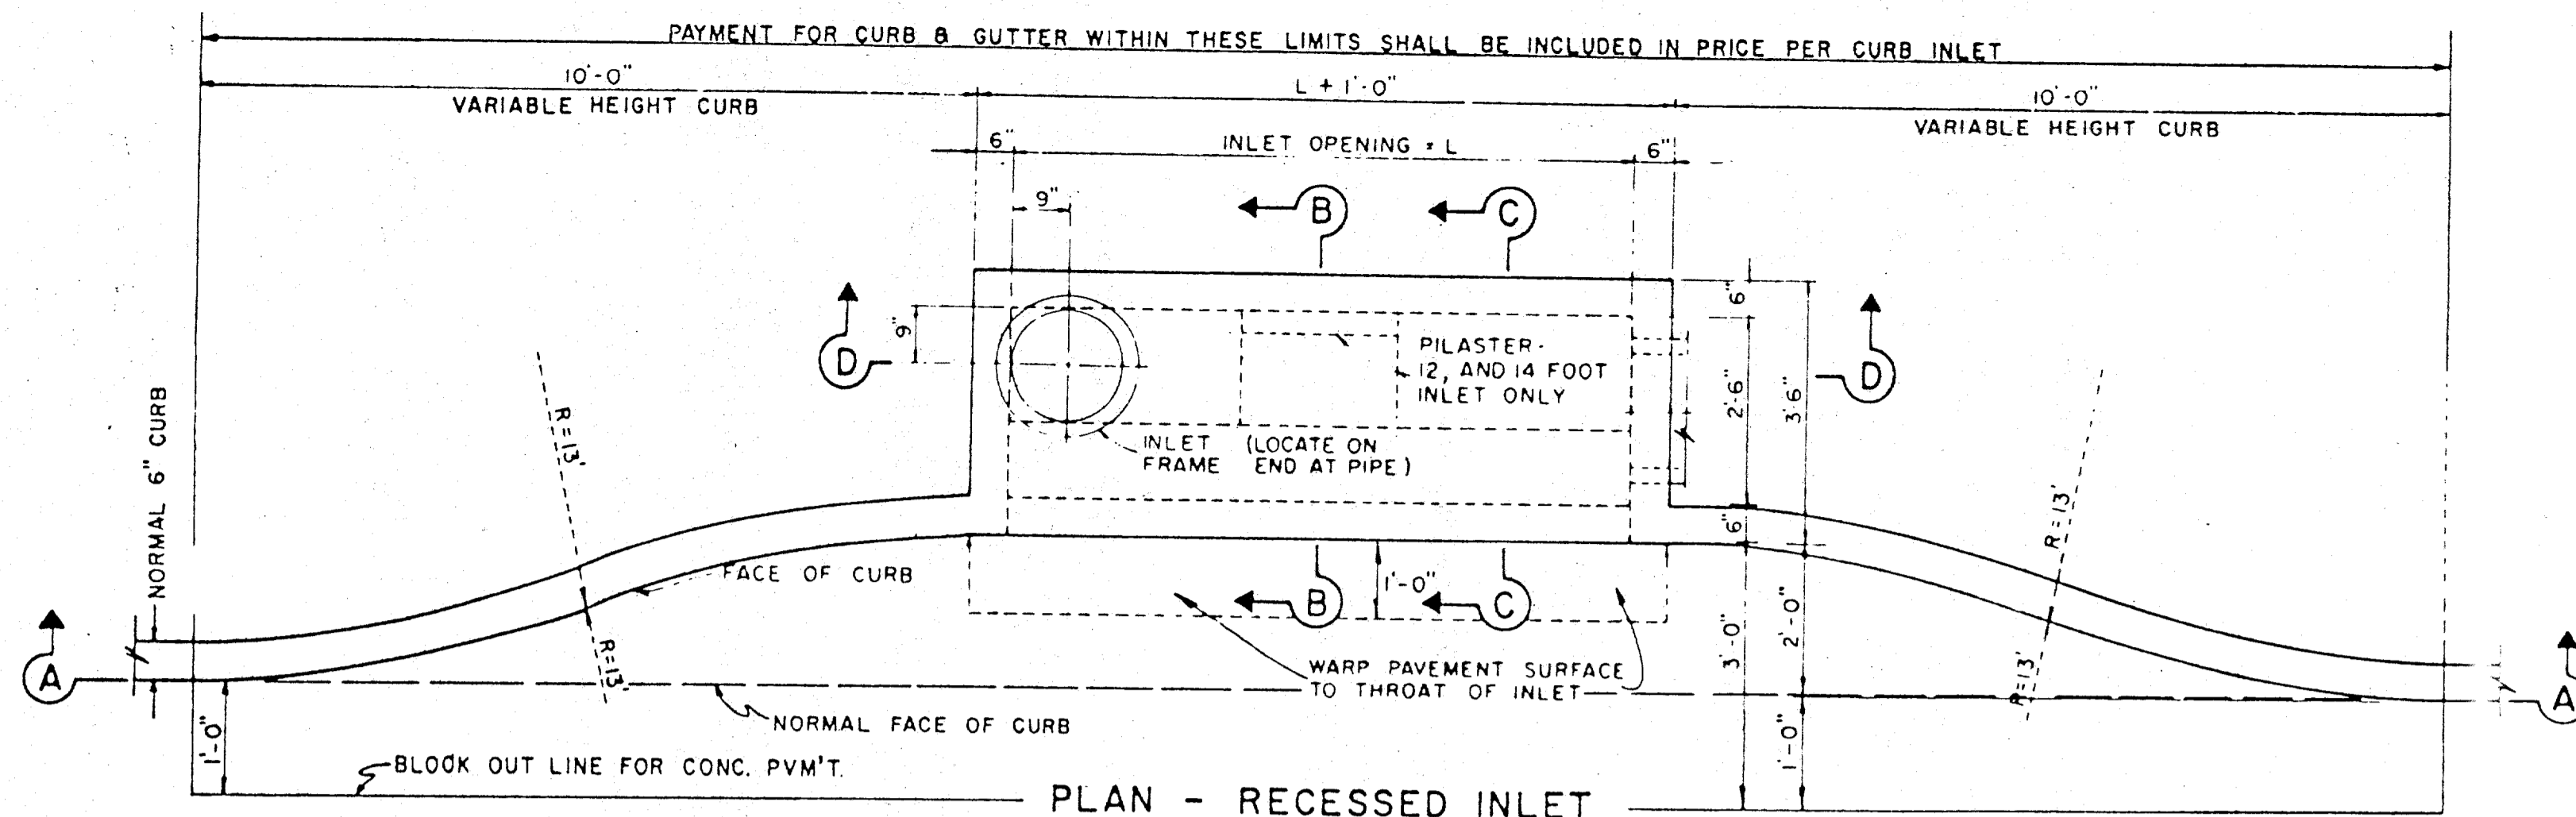 PAYMENT FOR CURB & GUTTER WITHIN THESE LIMITS SHALL BE INCLUDED IN PRICE PER CURB INLET
10'-0"
VARIABLE HEIGHT CURB
L + 1'-0"
10'-0"
VARIABLE HEIGHT CURB
6"
INLET OPENING = L
6"
9"
B
C
D
9"
PILASTER-
12, AND 14 FOOT
INLET ONLY
6"
2'-6"
3'6"
D
NORMAL 6" CURB
R=13'
INLET (LOCATE ON
FRAME END AT PIPE)
R=13'
6"
FACE OF CURB
1'-0"
B
C
A
R=13'
WARP PAVEMENT SURFACE
TO THROAT OF INLET
3'-0"
2'-0"
R=13'
A
NORMAL FACE OF CURB
1'-0"
1'-0"
BLOOK OUT LINE FOR CONC. PVM'T.
PLAN - RECESSED INLET